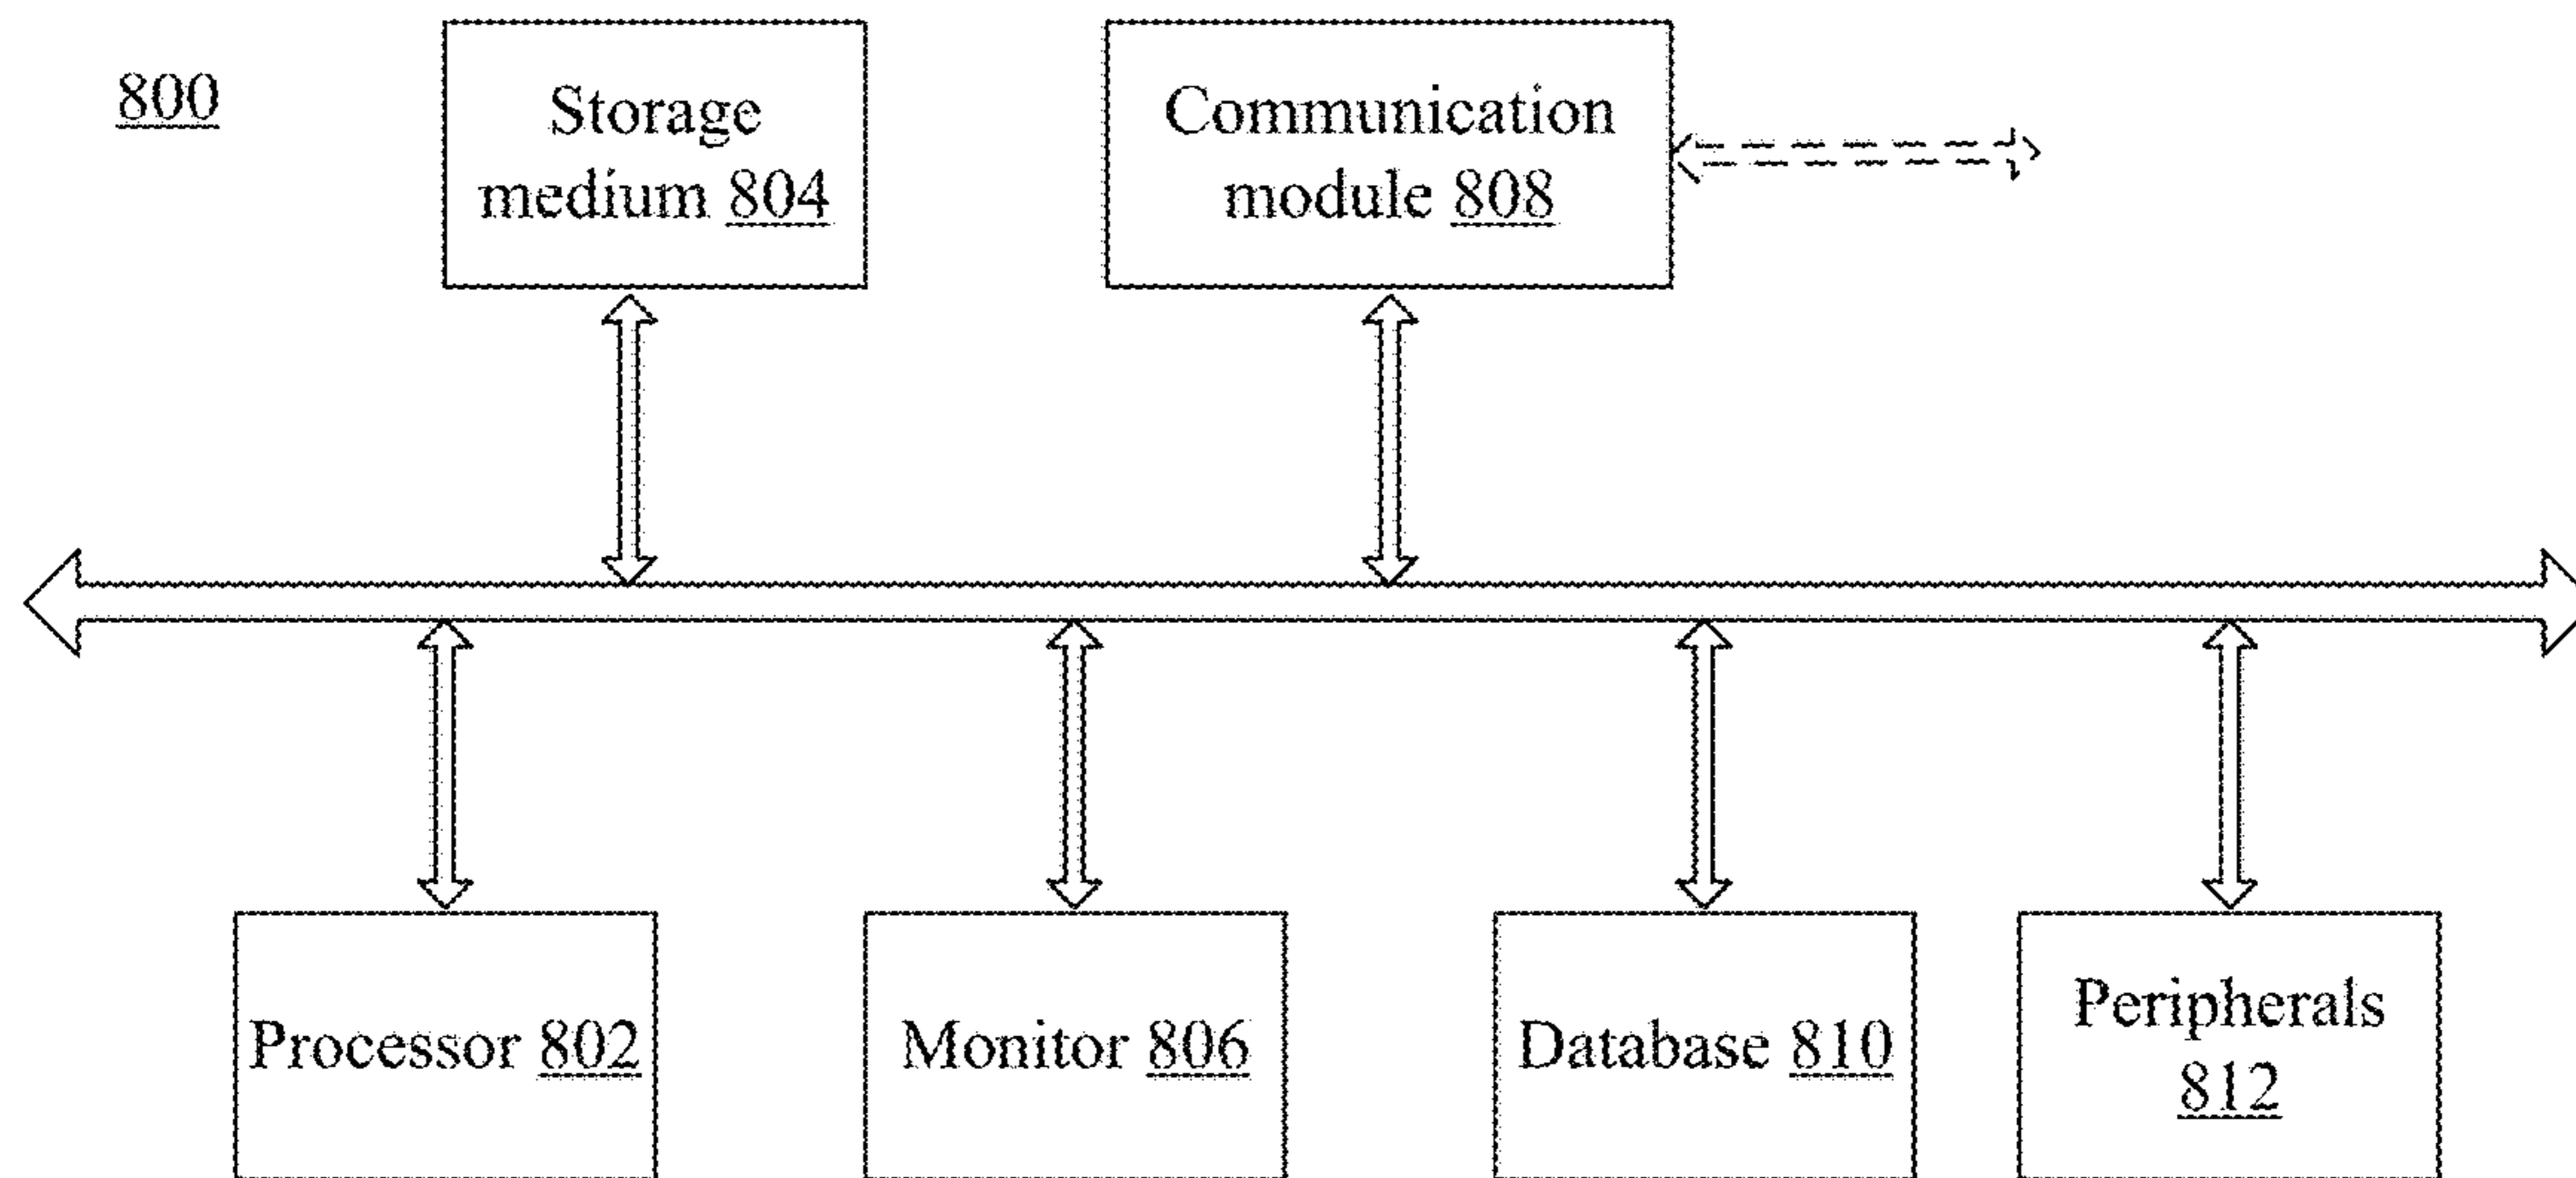 800
Storage
medium 804
Communication
module 808
Processor 802
Monitor 806
Database 810
Peripherals
812